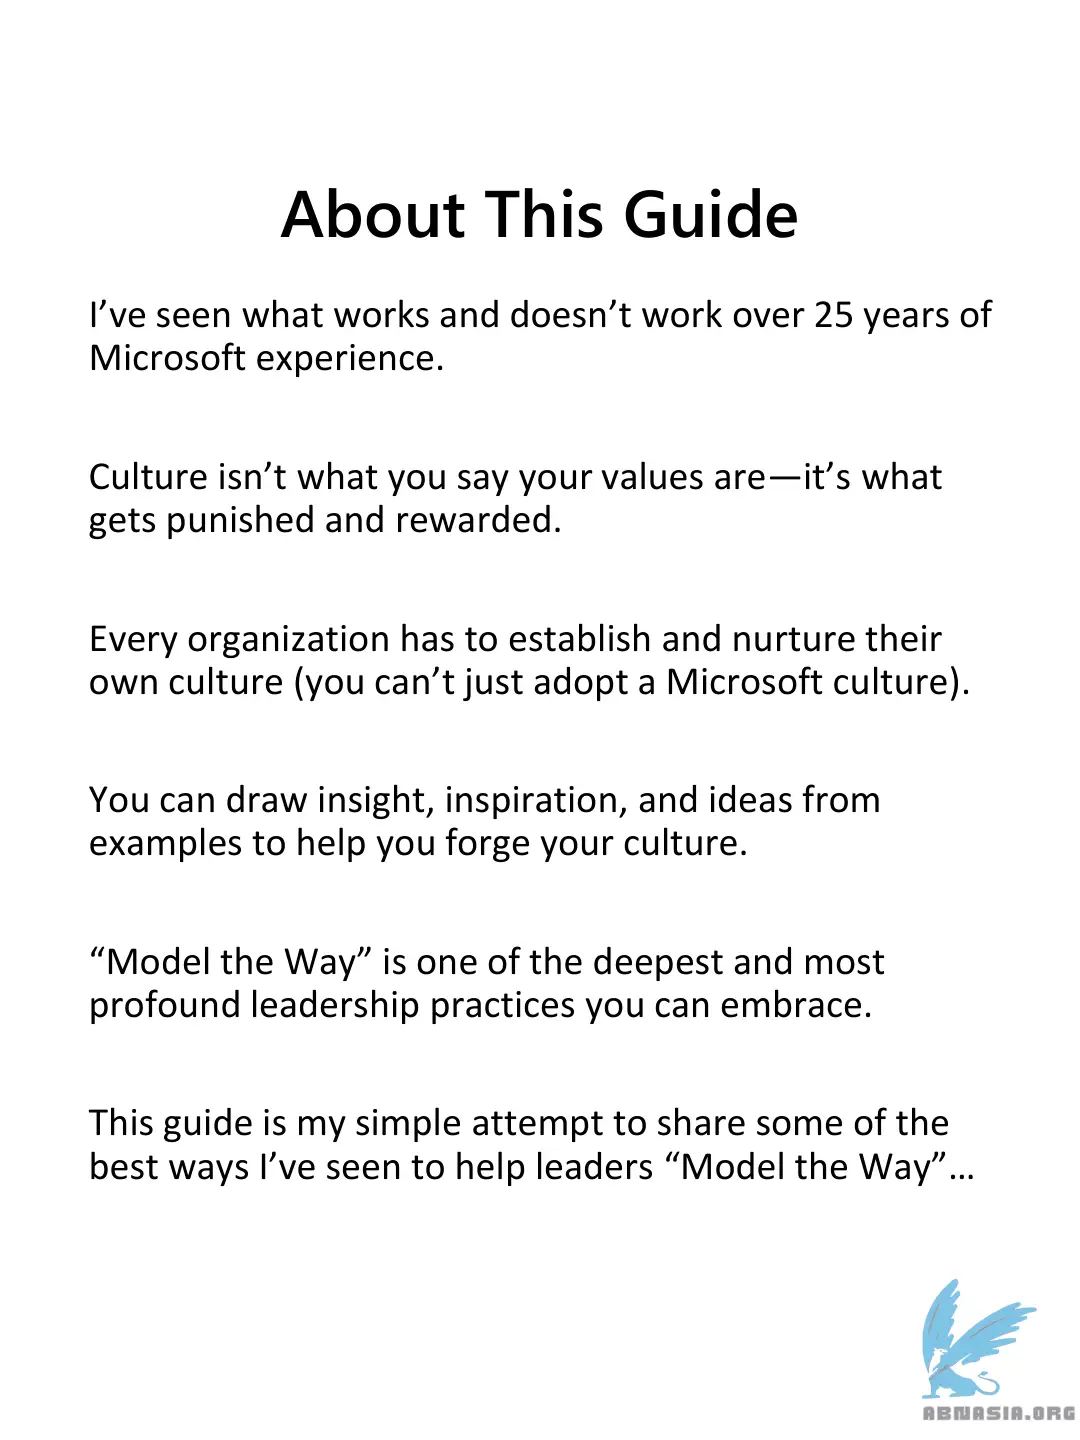 About This Guide
I’ve seen what works and doesn’t work over 25 years of
Microsoft experience.
Culture isn’t what you say your values are—it’s what
gets punished and rewarded.
Every organization has to establish and nurture their
own culture (you can’t just adopt a Microsoft culture).
You can draw insight, inspiration, and ideas from
examples to help you forge your culture.
“Model the Way” is one of the deepest and most
profound leadership practices you can embrace.
This guide is my simple attempt to share some of the
best ways I’ve seen to help leaders “Model the Way”…
ABNASIA.ORG